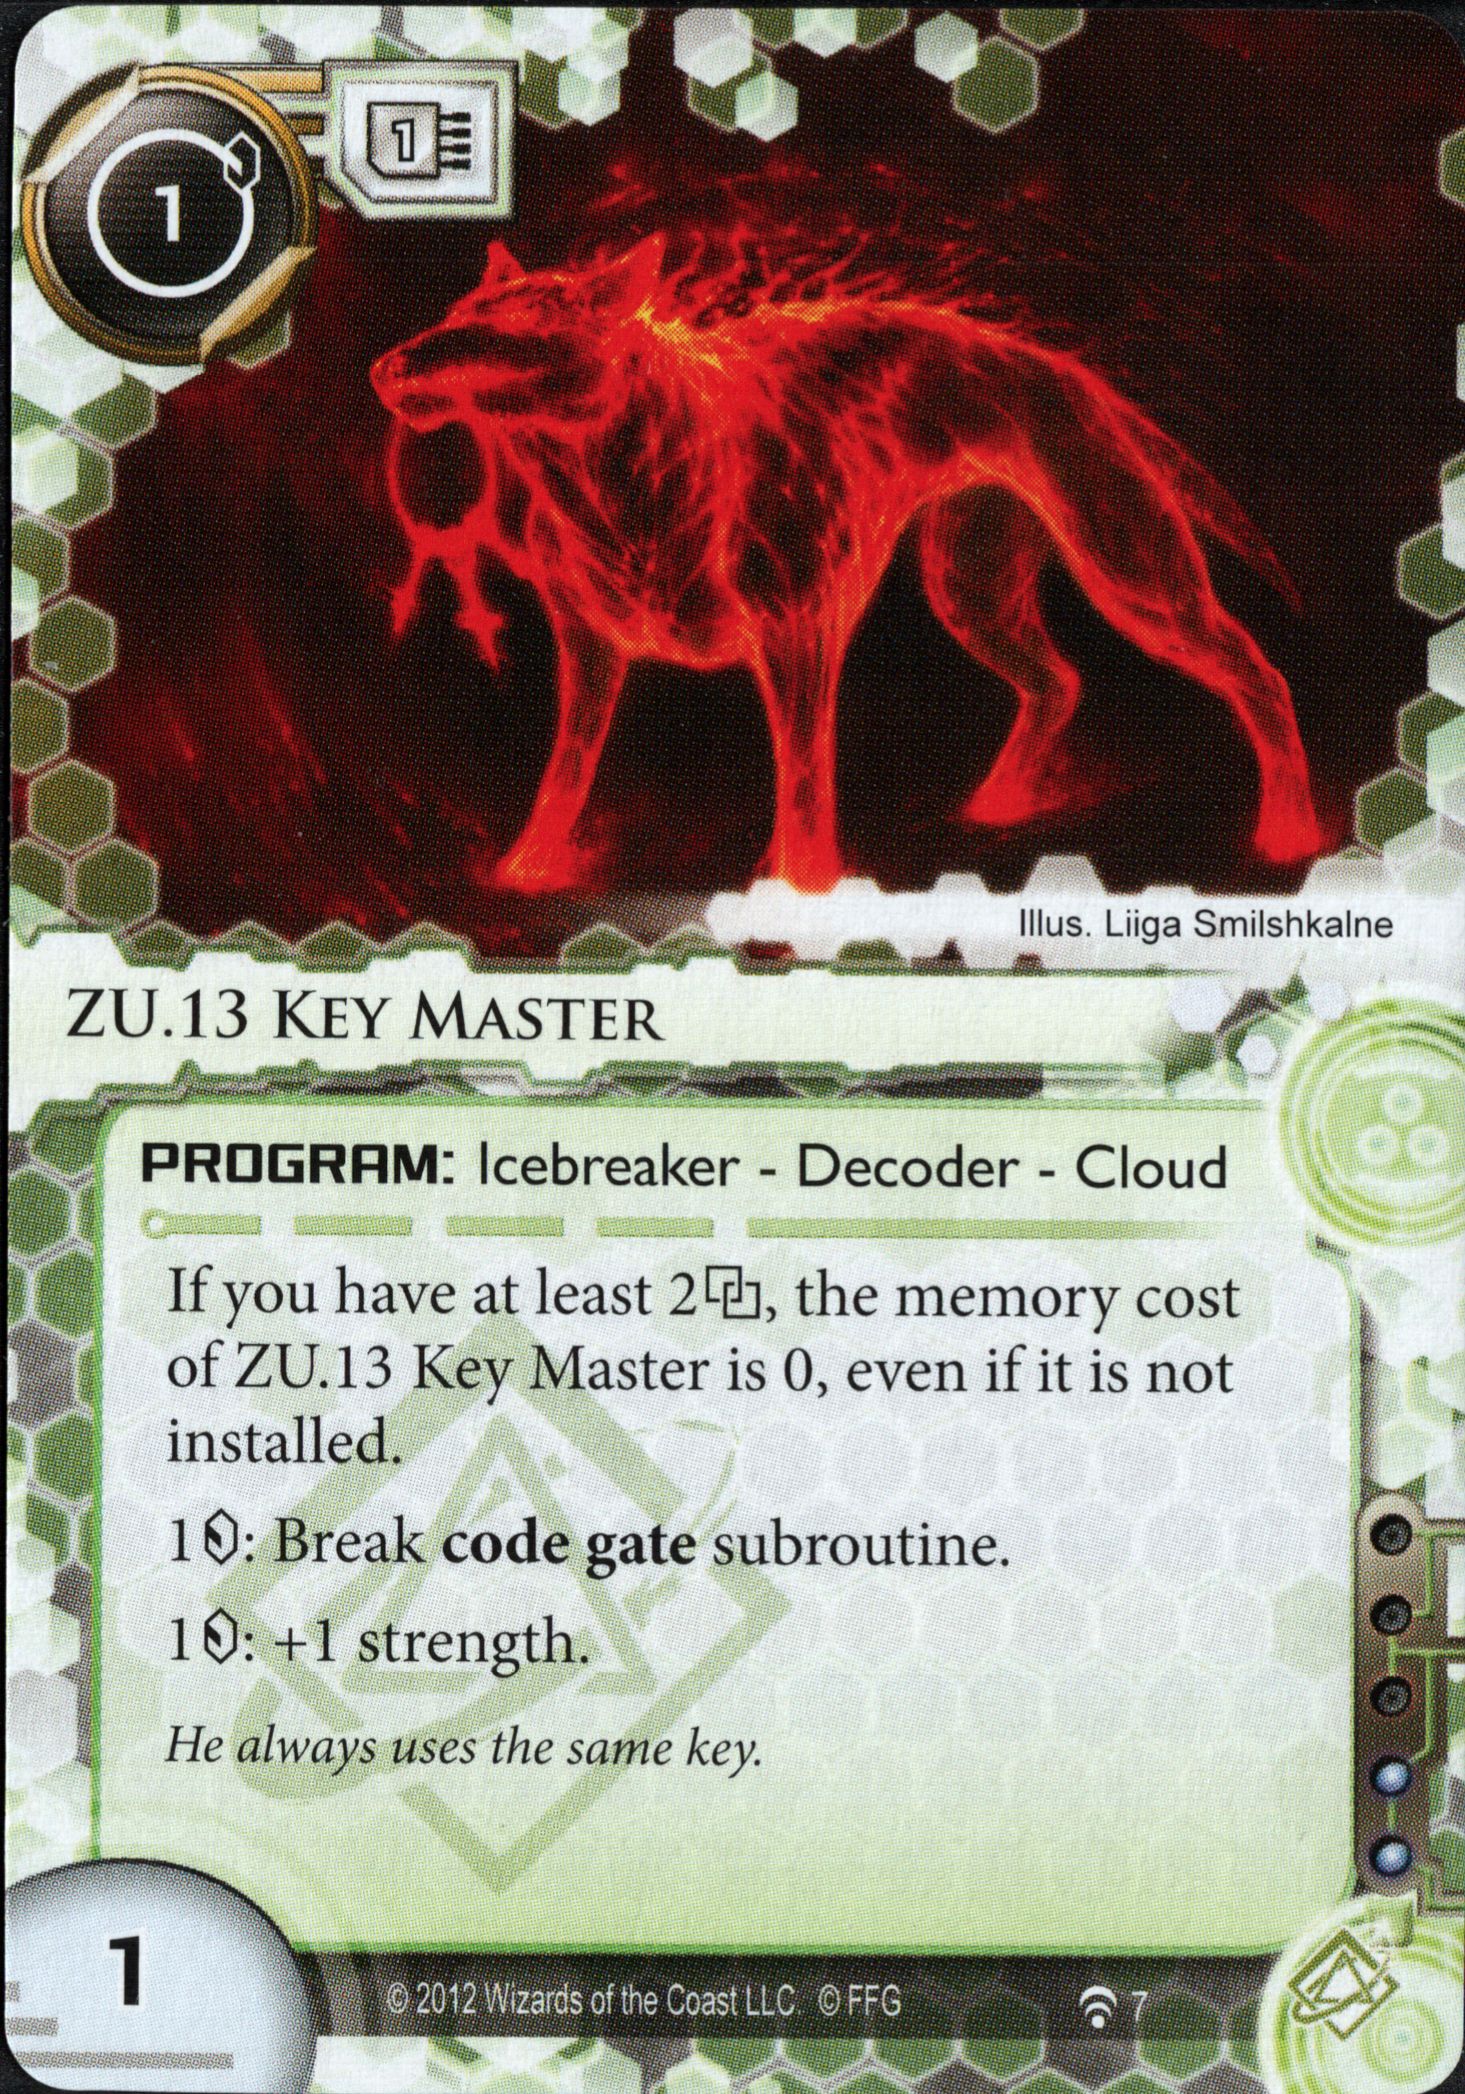 1
1
Illus. Liiga Smilshkalne
ZU.13 Key Master
PROGRAM: Icebreaker - Decoder - Cloud
If you have at least 2, the memory cost
of ZU.13 Key Master is 0, even if it is not
installed.
1: Break code gate subroutine.
1: +1 strength.
He always uses the same key.
1
© 2012 Wizards of the Coast LLC. © FFG
7